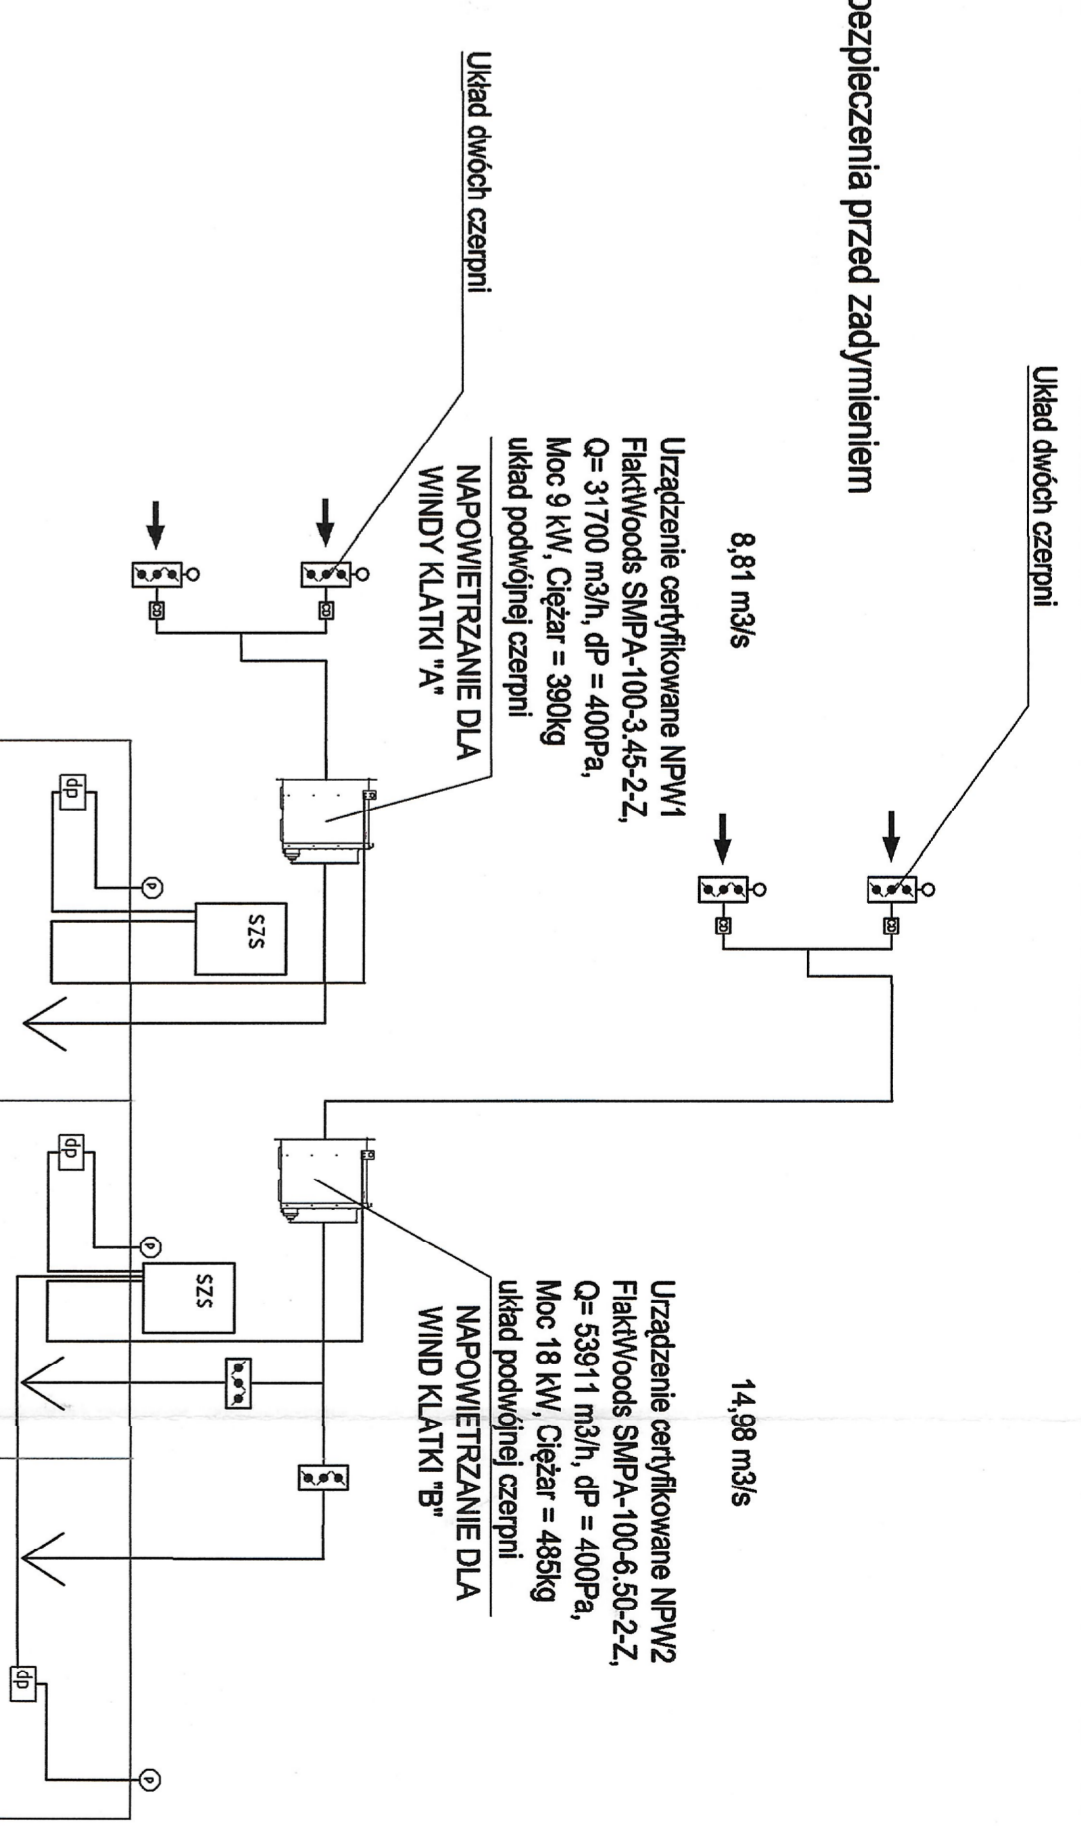 bezpieczenia przed zadymieniem
Układ dwóch czerpni
Układ dwóch czerpni
8,81 m3/s
Urządzenie certyfikowane NPW1
FlaktWoods SMPA-100-3.45-2-Z,
Q= 31700 m3/h, dP = 400Pa,
Moc 9 kW, Ciężar = 390kg
układ podwójnej czerpni
NAPOWIETRZANIE DLA
WINDY KLATKI "A"
14,98 m3/s
Urządzenie certyfikowane NPW2
FlaktWoods SMPA-100-6.50-2-Z,
Q= 53911 m3/h, dP = 400Pa,
Moc 18 kW, Ciężar = 485kg
układ podwójnej czerpni
NAPOWIETRZANIE DLA
WIND KLATKI "B"
dp
P
SZS
dp
P
SZS
dp
P